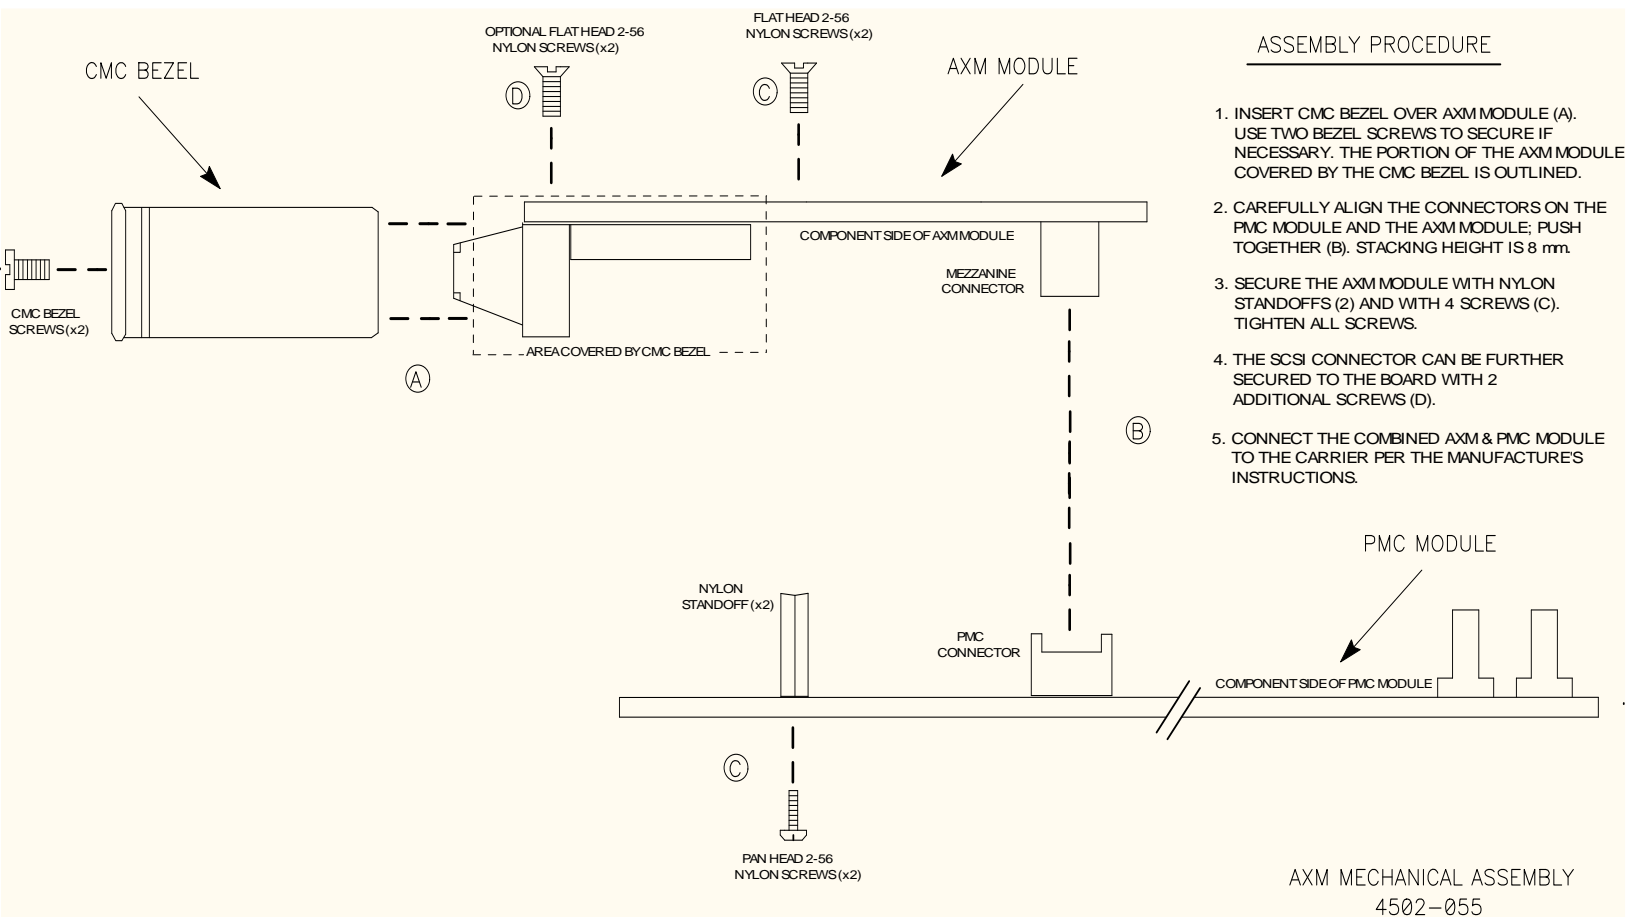 OPTIONAL FLAT HEAD 2-56
NYLON SCREWS (x2)
FLAT HEAD 2-56
NYLON SCREWS (x2)
CMC BEZEL
D
C
AXM MODULE
CMC BEZEL
SCREWS (x2)
COMPONENT SIDE OF AXM MODULE
MEZZANINE
CONNECTOR
AREA COVERED BY CMC BEZEL
A
B
ASSEMBLY PROCEDURE
1. INSERT CMC BEZEL OVER AXM MODULE (A).
USE TWO BEZEL SCREWS TO SECURE IF
NECESSARY. THE PORTION OF THE AXM MODULE
COVERED BY THE CMC BEZEL IS OUTLINED.
2. CAREFULLY ALIGN THE CONNECTORS ON THE
PMC MODULE AND THE AXM MODULE; PUSH
TOGETHER (B). STACKING HEIGHT IS 8 mm.
3. SECURE THE AXM MODULE WITH NYLON
STANDOFFS (2) AND WITH 4 SCREWS (C).
TIGHTEN ALL SCREWS.
4. THE SCSI CONNECTOR CAN BE FURTHER
SECURED TO THE BOARD WITH 2
ADDITIONAL SCREWS (D).
5. CONNECT THE COMBINED AXM & PMC MODULE
TO THE CARRIER PER THE MANUFACTURE'S
INSTRUCTIONS.
PMC MODULE
NYLON
STANDOFF (x2)
PMC
CONNECTOR
COMPONENT SIDE OF PMC MODULE
C
PAN HEAD 2-56
NYLON SCREWS (x2)
AXM MECHANICAL ASSEMBLY
4502-055